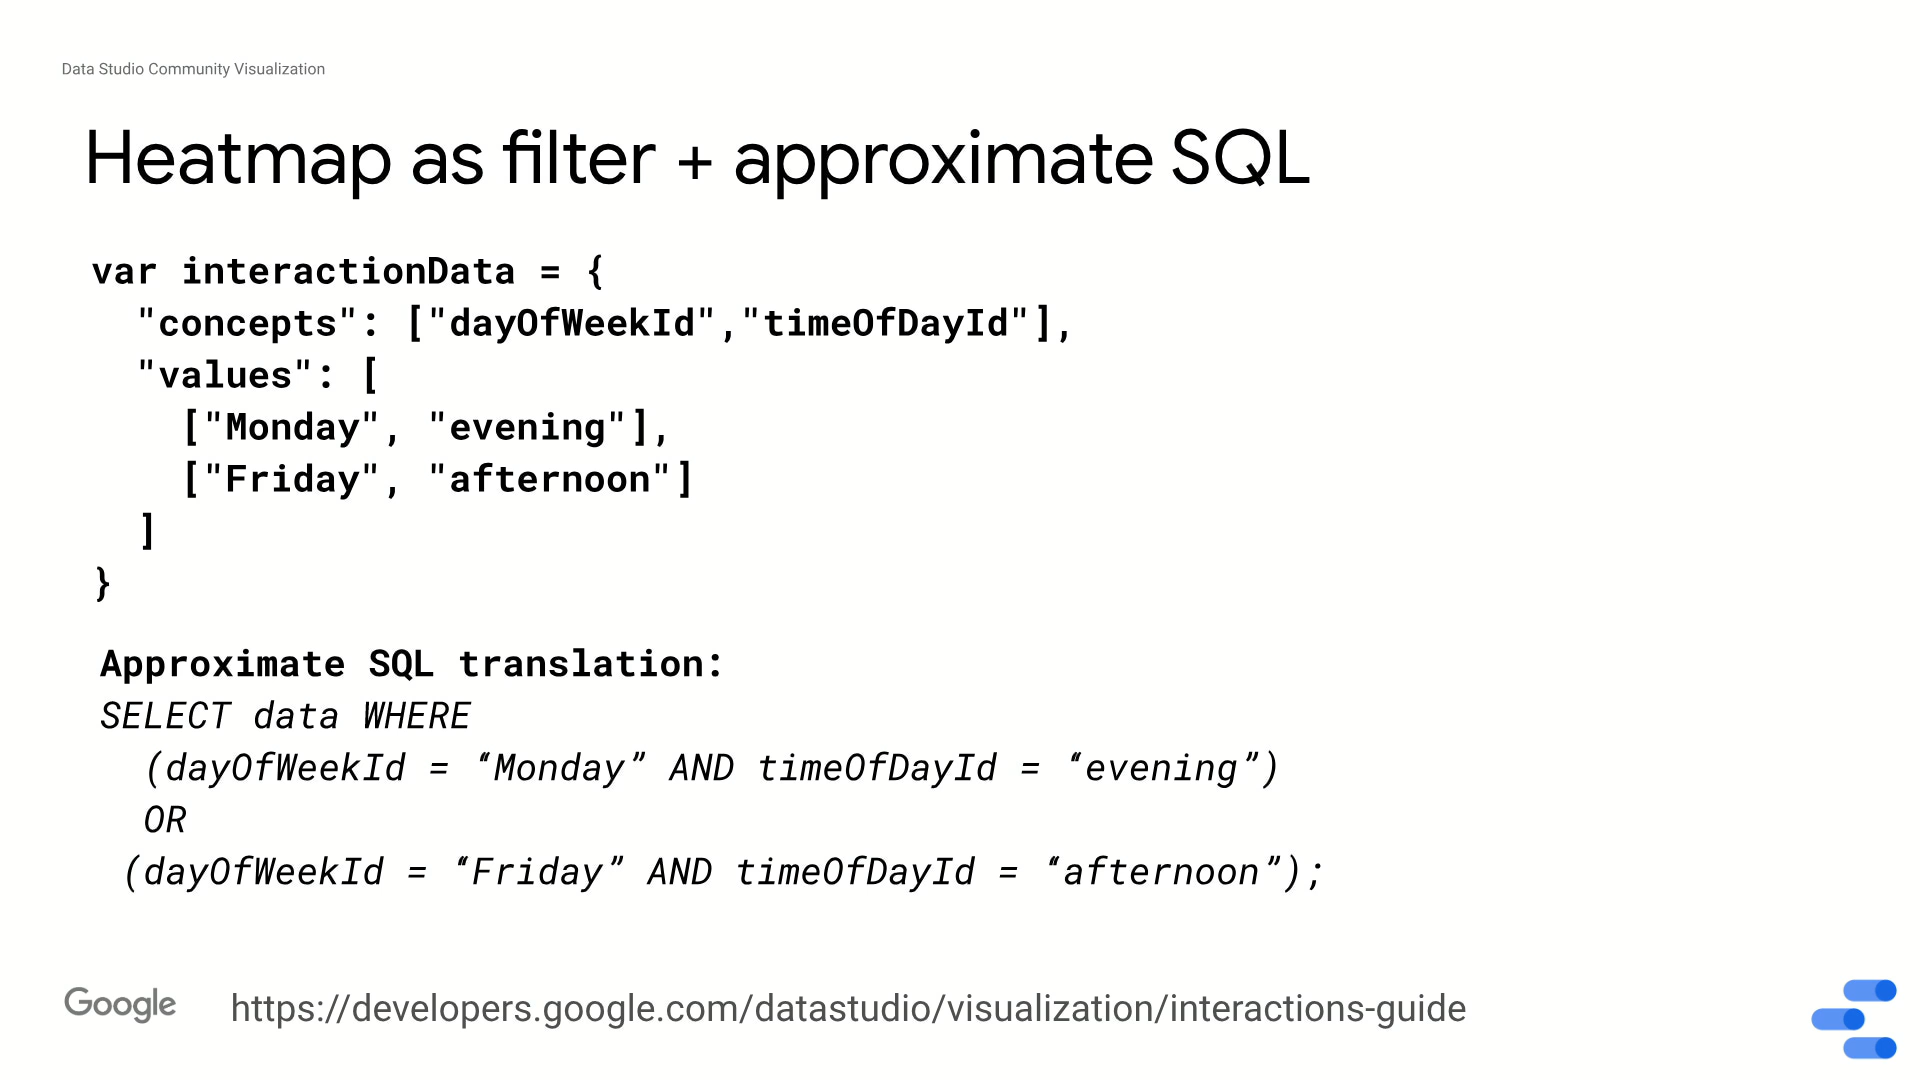 Data Studio Community Visualization
Heatmap as filter + approximate SQL
var interactionData = {
  "concepts": ["dayOfWeekId","timeOfDayId"],
  "values": [
    ["Monday", "evening"],
    ["Friday", "afternoon"]
  ]
}
Approximate SQL translation:
SELECT data WHERE
  (dayOfWeekId = “Monday” AND timeOfDayId = “evening”)
  OR
 (dayOfWeekId = “Friday” AND timeOfDayId = “afternoon”);
Google https://developers.google.com/datastudio/visualization/interactions-guide